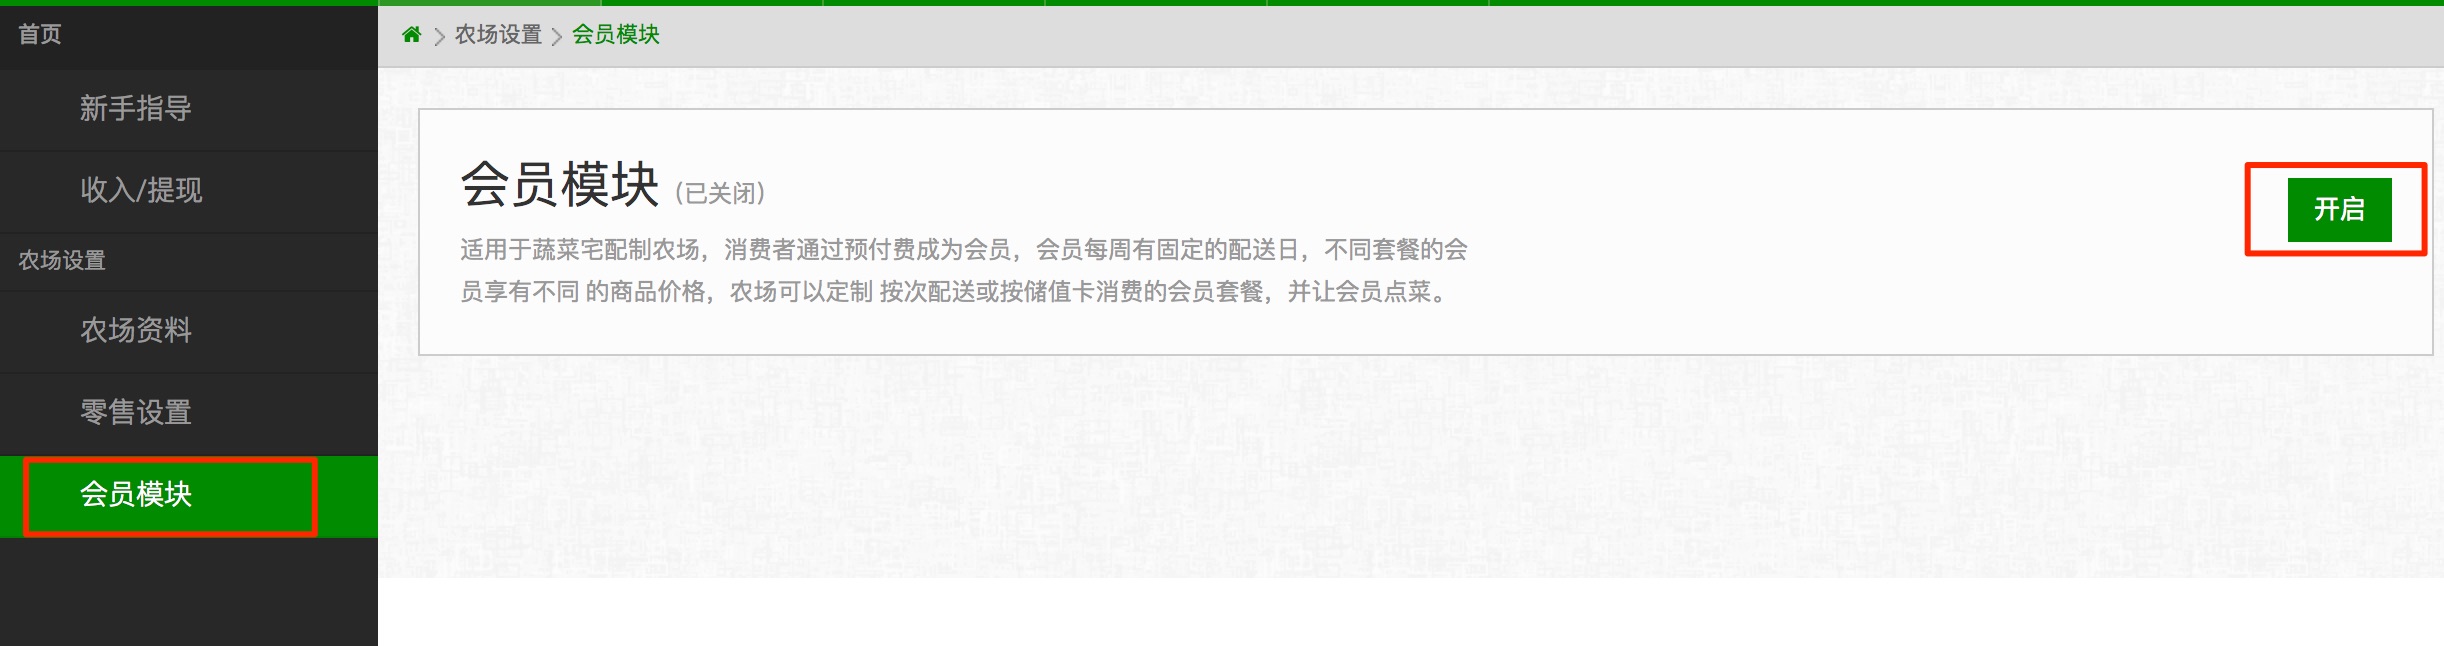 首页
新手指导
收入/提现
农场设置
农场资料
零售设置
会员模块
农场设置 会员模块
会员模块 (已关闭)
开启
适用于蔬菜宅配制农场，消费者通过预付费成为会员，会员每周有固定的配送日，不同套餐的会
员享有不同 的商品价格，农场可以定制 按次配送或按储值卡消费的会员套餐，并让会员点菜。